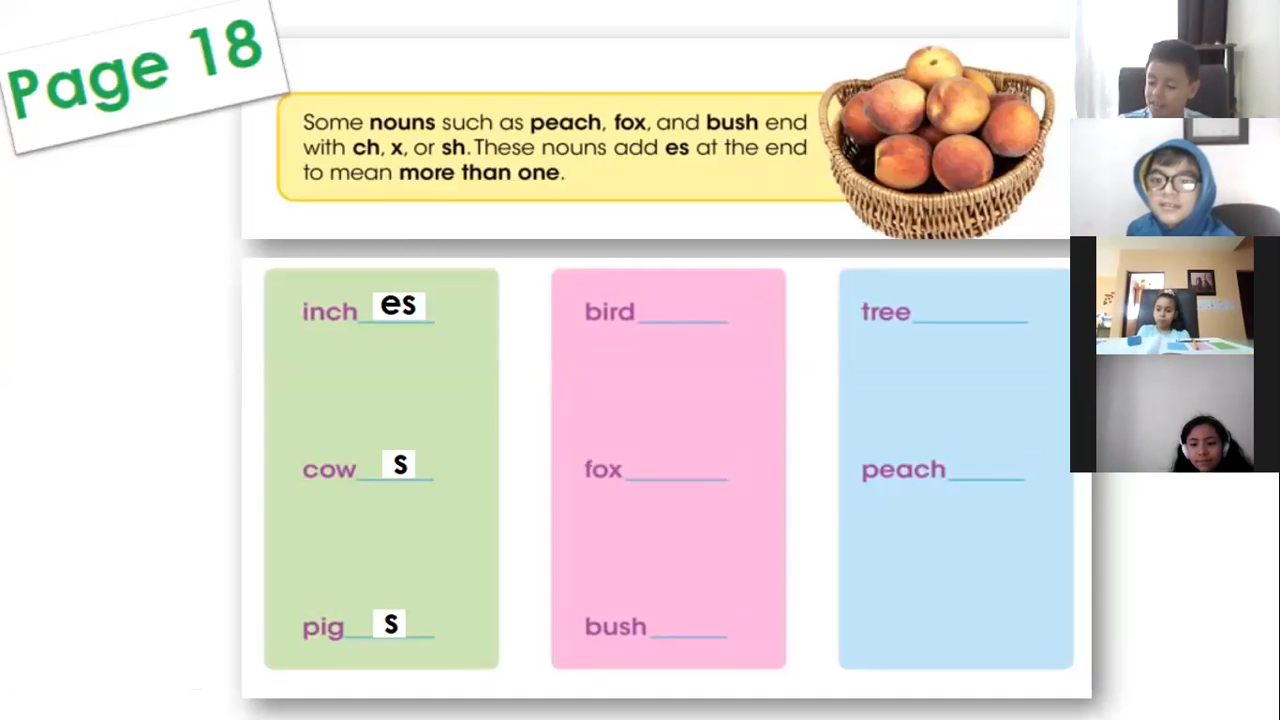 Page 18
Some nouns such as peach, fox, and bush end
with ch, x, or sh. These nouns add es at the end
to mean more than one.
inch es
cow s
pig s
bird
fox
bush
tree
peach